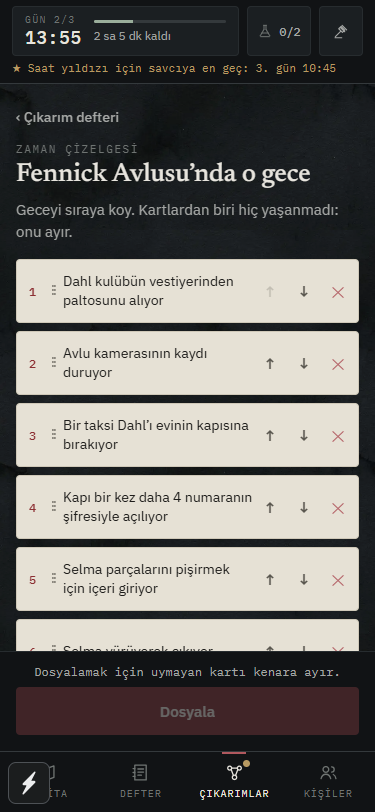 GÜN 2/3
13:55
2 sa 5 dk kaldı
0/2
★ Saat yıldızı için savcıya en geç: 3. gün 10:45
‹ Çıkarım defteri
ZAMAN ÇİZELGESİ
Fennick Avlusu’nda o gece
Geceyi sıraya koy. Kartlardan biri hiç yaşanmadı:
onu ayır.
1 Dahl kulübün vestiyerinden
paltosunu alıyor
2 Avlu kamerasının kaydı
duruyor
3 Bir taksi Dahl’ı evinin kapısına
bırakıyor
4 Kapı bir kez daha 4 numaranın
şifresiyle açılıyor
5 Selma parçalarını pişirmek
için içeri giriyor
Dosyalamak için uymayan kartı kenara ayır.
Dosyala
DEFTER
ÇIKARIMLAR
KİŞİLER